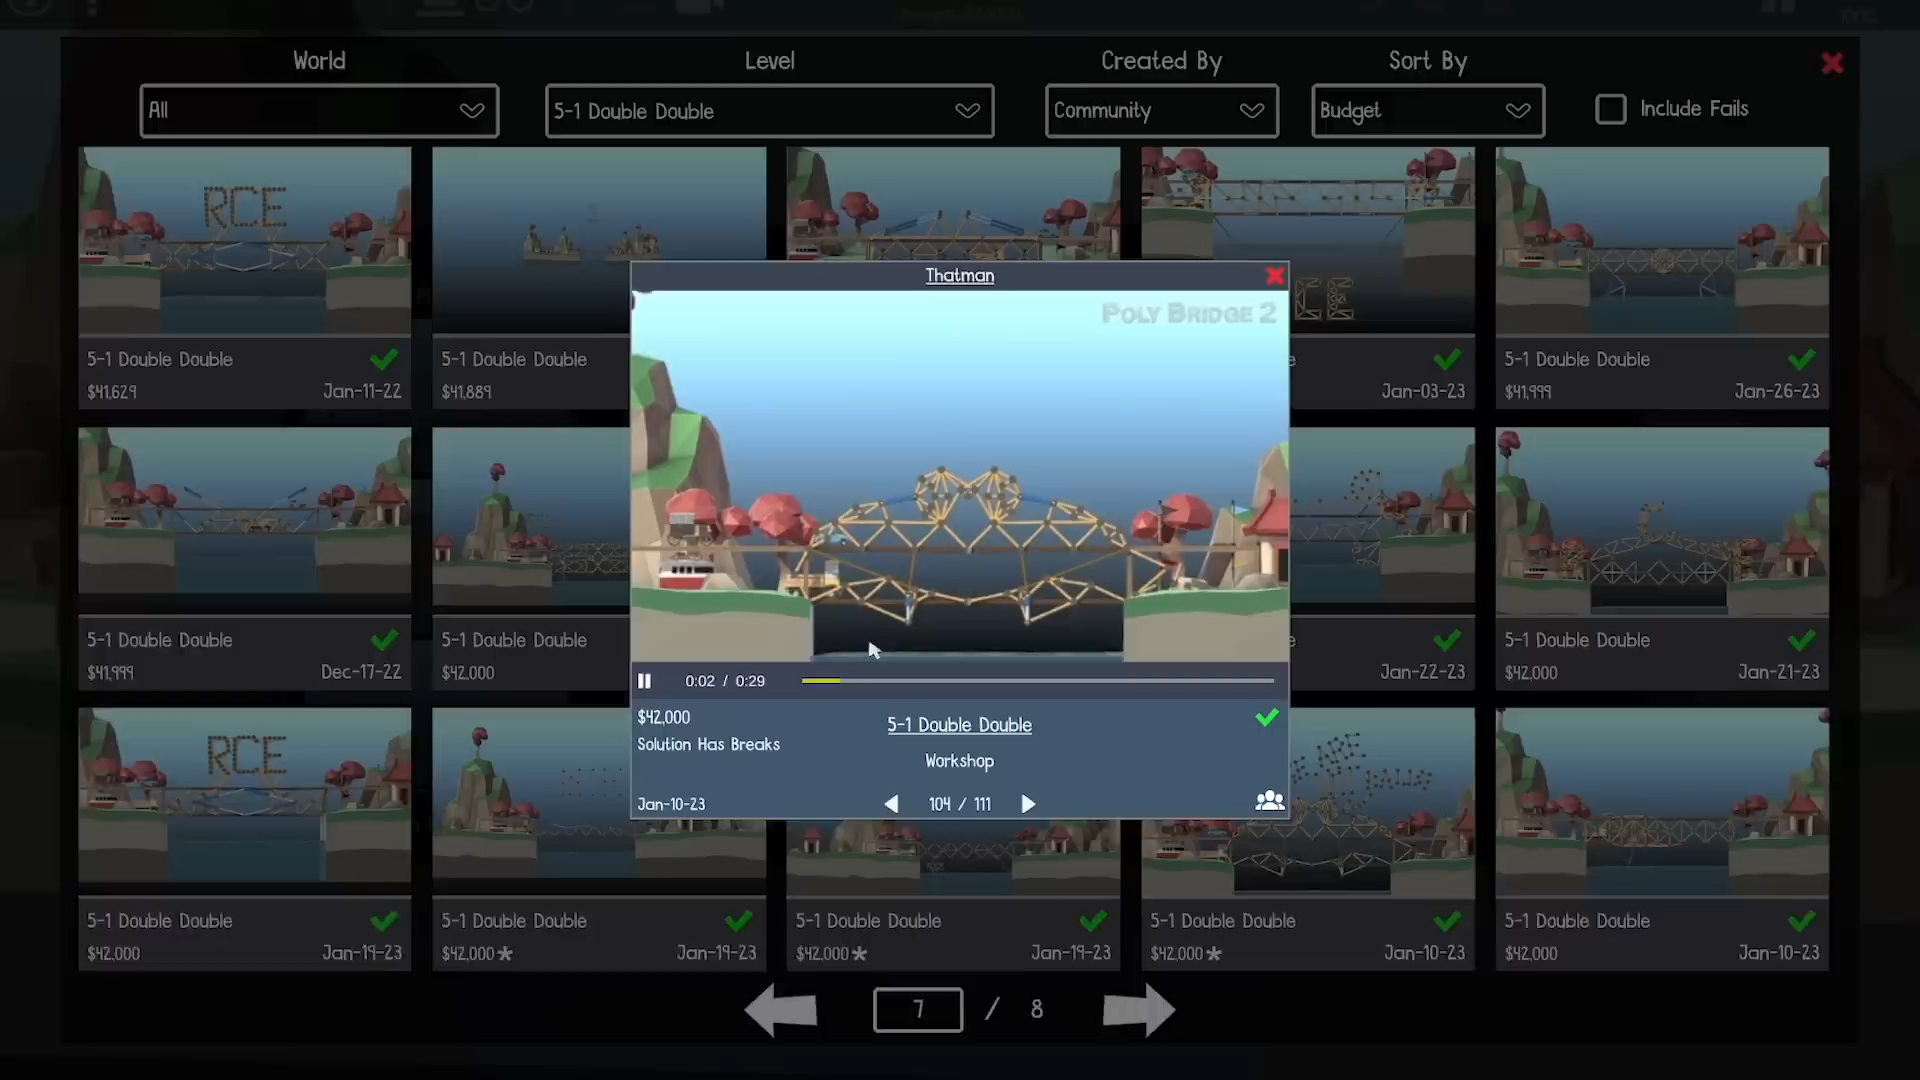 World
Level
Created By
Sort By
All
5-1 Double Double
Community
Budget
Include Fails
RCE
5-1 Double Double
$41,629
Jan-11-22
5-1 Double Double
$41,889
CE
Jan-03-23
5-1 Double Double
$41,999
Jan-26-23
Thatman
POLY BRIDGE 2
0:02 / 0:29
$42,000
5-1 Double Double
Solution Has Breaks
Workshop
Jan-10-23
104 / 111
5-1 Double Double
$41,999
Dec-17-22
5-1 Double Double
$42,000
Jan-22-23
5-1 Double Double
$42,000
Jan-21-23
RCE
5-1 Double Double
$42,000
Jan-19-23
5-1 Double Double
$42,000 *
Jan-19-23
5-1 Double Double
$42,000 *
Jan-19-23
5-1 Double Double
$42,000 *
Jan-10-23
5-1 Double Double
$42,000
Jan-10-23
7 / 8